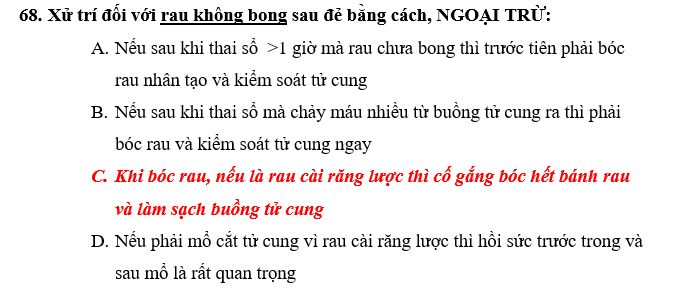 68. Xử trí đối với rau không bong sau đẻ bằng cách, NGOẠI TRỪ:
A. Nếu sau khi thai sổ >1 giờ mà rau chưa bong thì trước tiên phải bóc
rau nhân tạo và kiểm soát tử cung
B. Nếu sau khi thai sổ mà chảy máu nhiều từ buồng tử cung ra thì phải
bóc rau và kiểm soát tử cung ngay
C. Khi bóc rau, nếu là rau cài răng lược thì cố gắng bóc hết bánh rau
và làm sạch buồng tử cung
D. Nếu phải mổ cắt tử cung vì rau cài răng lược thì hồi sức trước trong và
sau mổ là rất quan trọng